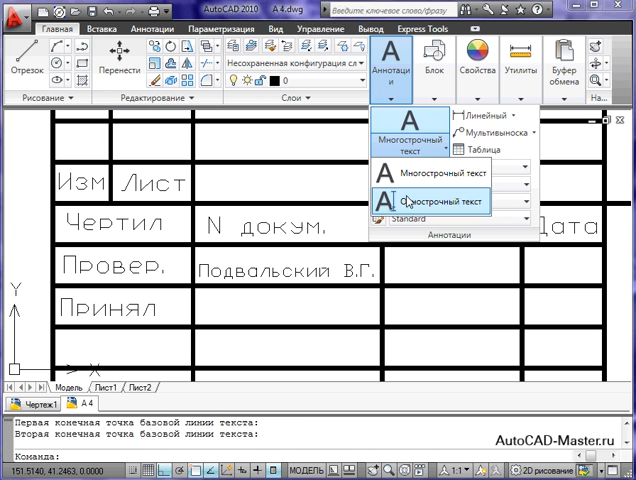 AutoCAD 2010 A 4.dwg
Введите ключевое слово/фразу
Главная Вставка Аннотации Параметризация Вид Управление Вывод Express Tools
Отрезок
Перенести
Несохраненная конфигурация сл
0
Аннотаци
и
Блок
Свойства
Утилиты
Буфер
обмена
Рисование
Редактирование
Слои
На...
Многострочный
текст
Линейный
Мультивыноска
Таблица
Многострочный текст
Однострочный текст
Standard
Аннотации
Изм Лист
Чертил N докум. Дата
Провер. Подвальский В.Г.
Принял
Y
X
Модель Лист1 Лист2
Чертеж1 A 4
Первая конечная точка базовой линии текста:
Вторая конечная точка базовой линии текста:
Команда:
AutoCAD-Master.ru
151.5140, 41.2463, 0.0000 МОДЕЛЬ 1:1 2D рисование